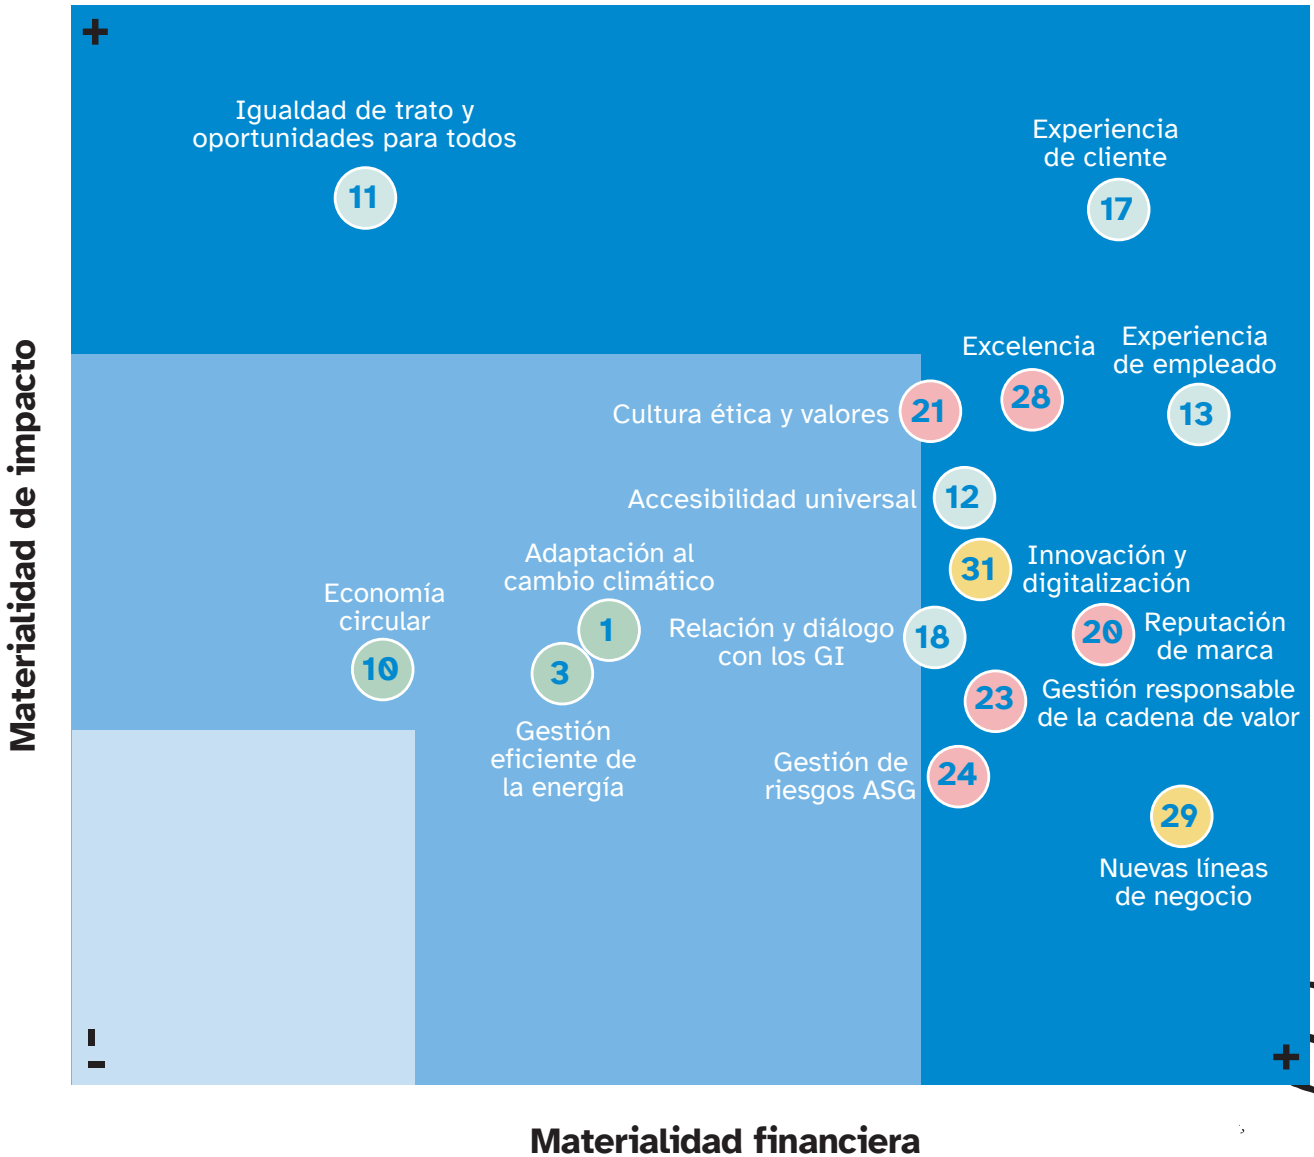 +
Igualdad de trato y
oportunidades para todos
11
Experiencia
de cliente
17
Materialidad de impacto
Excelencia
28
Experiencia
de empleado
13
Cultura ética y valores
21
Accesibilidad universal
12
Adaptación al
cambio climático
1
Innovación y
digitalización
31
Economía
circular
10
Relación y diálogo
con los GI
18
20
Reputación
de marca
3
Gestión
eficiente de
la energía
23
Gestión responsable
de la cadena de valor
Gestión de
riesgos ASG
24
29
Nuevas líneas
de negocio
-
-
+
Materialidad financiera